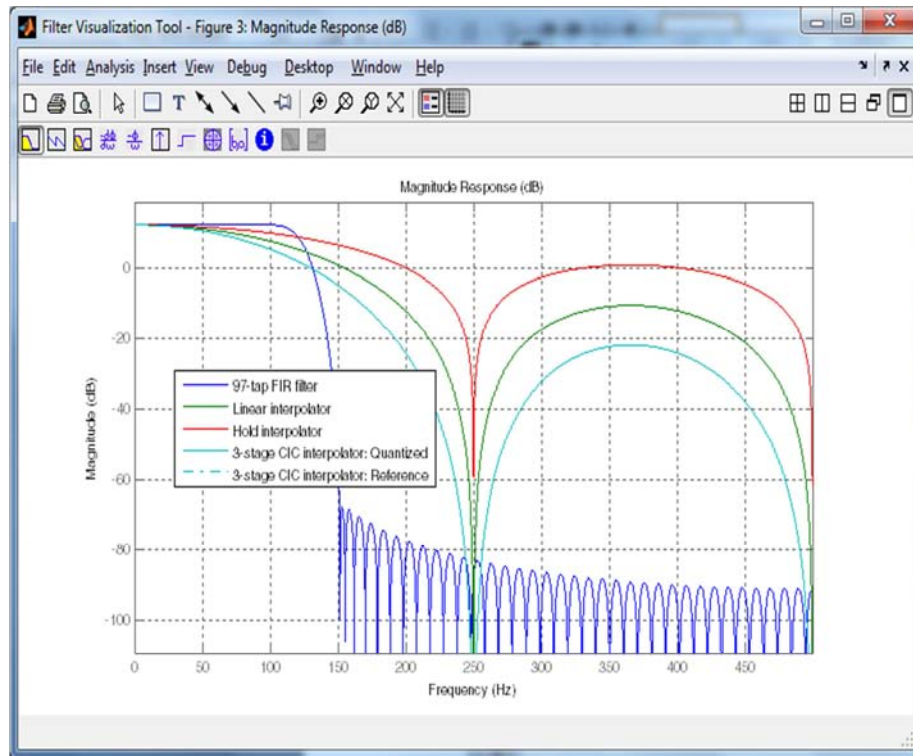 Filter Visualization Tool - Figure 3: Magnitude Response (dB)
File Edit Analysis Insert View Debug Desktop Window Help
Magnitude Response (dB)
0
-20
-40
-60
-80
-100
Magnitude (dB)
97-tap FIR filter
Linear interpolator
Hold interpolator
3-stage CIC interpolator: Quantized
3-stage CIC interpolator: Reference
0 50 100 150 200 250 300 350 400 450
Frequency (Hz)